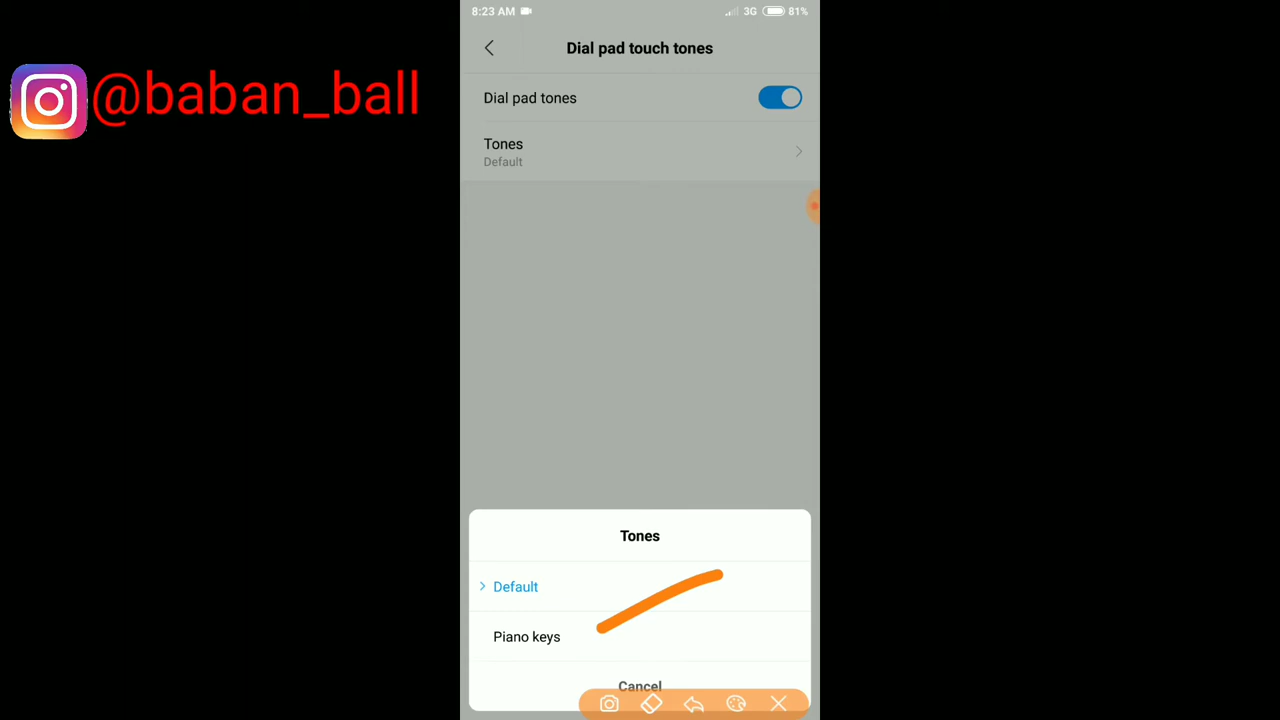 8:23 AM
3G
81%
@baban_ball
Dial pad touch tones
Dial pad tones
Tones
Default
Tones
Default
Piano keys
Cancel